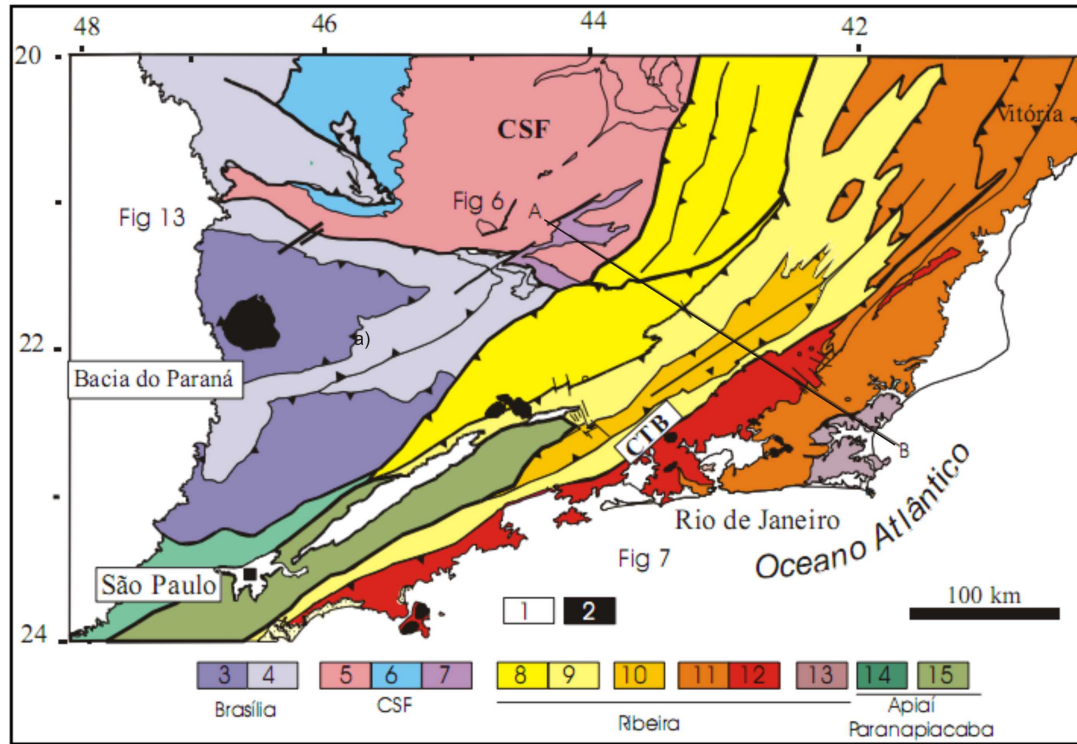 48
46
44
42
20
CSF
Vitória
Fig 13
Fig 6
A
22
a)
Bacia do Paraná
CTB
B
Rio de Janeiro
Oceano Atlântico
São Paulo
Fig 7
24
1
2
100 km
3 4 5 6 7 8 9 10 11 12 13 14 15
Brasília
CSF
Ribeira
Apiaí
Paranapiacaba